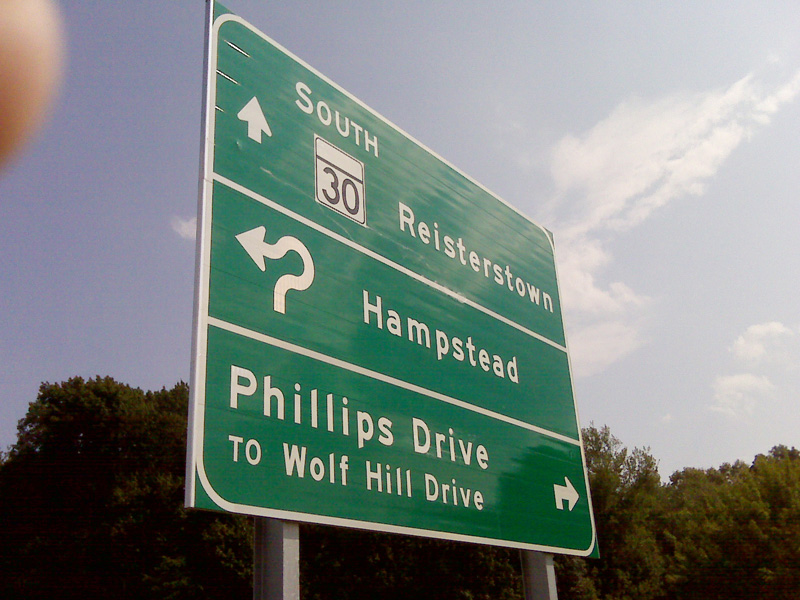 SOUTH
30
Reisterstown
Hampstead
Phillips Drive
TO Wolf Hill Drive